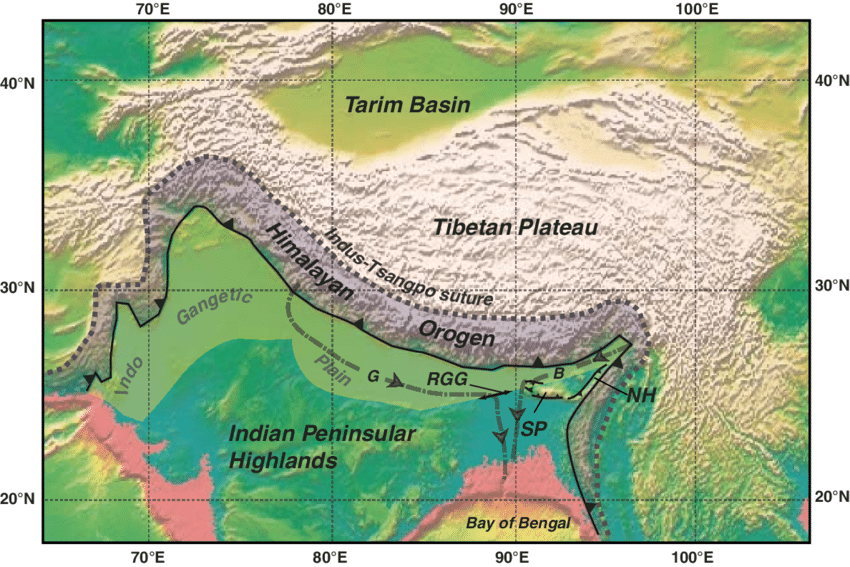 70°E 80°E 90°E 100°E
40°N 40°N
Tarim Basin
Tibetan Plateau
Himalayan
Indus-Tsangpo suture
30°N 30°N
Gangetic
Orogen
Indo
Plain
G
RGG
B
NH
SP
Indian Peninsular
Highlands
20°N 20°N
Bay of Bengal
70°E 80°E 90°E 100°E